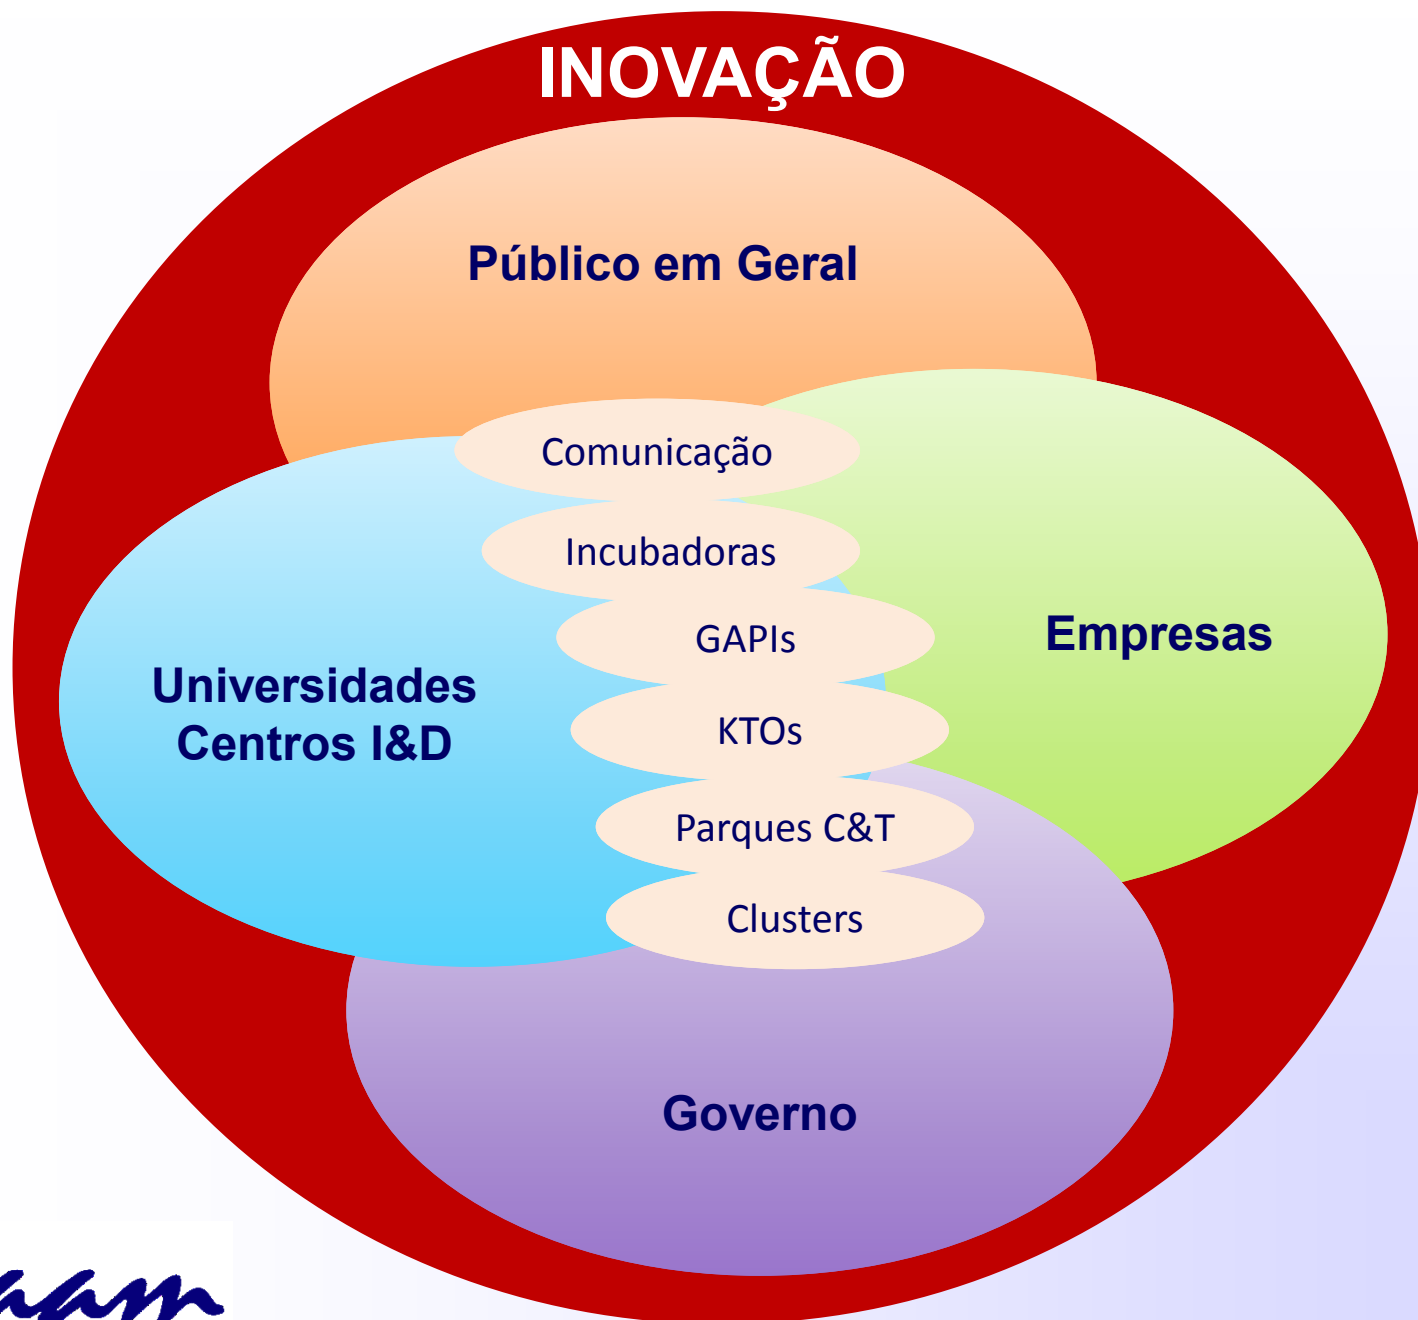 INOVAÇÃO
Público em Geral
Comunicação
Incubadoras
GAPIs
Empresas
Universidades
Centros I&D
KTOs
Parques C&T
Clusters
Governo